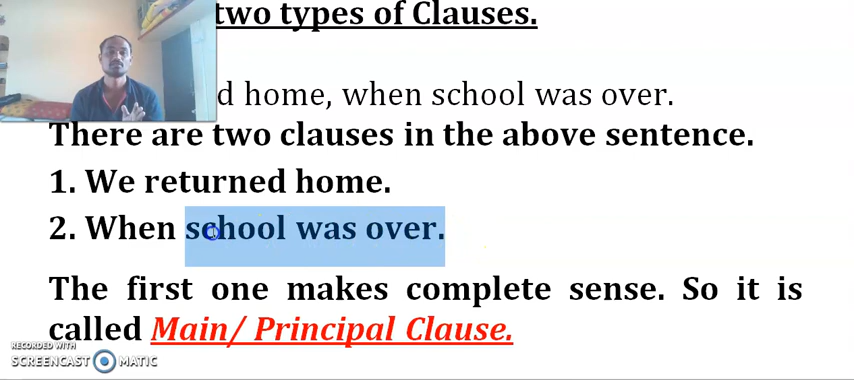 two types of Clauses.
d home, when school was over.
There are two clauses in the above sentence.
1. We returned home.
2. When school was over.
The first one makes complete sense. So it is
called Main/ Principal Clause.
RECORDED WITH
SCREENCAST MATIC